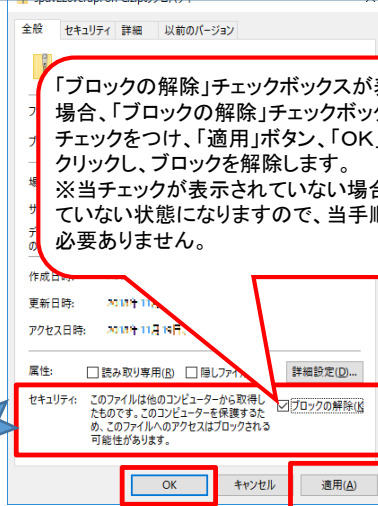 全般 セキュリティ 詳細 以前のバージョン
「ブロックの解除」チェックボックスが
場合、「ブロックの解除」チェックボッ
チェックをつけ、「適用」ボタン、「OK」
クリックし、ブロックを解除します。
※当チェックが表示されていない場合
ていない状態になりますので、当手
必要ありません。
作成日時:
更新日時:
アクセス日時:
属性: 読み取り専用(R) 隠しファイ 詳細設定(D)...
セキュリティ: このファイルは他のコンピューターから取得し
たものです。このコンピューターを保護するた
め、このファイルへのアクセスはブロックされる
可能性があります。
ブロックの解除(K
OK キャンセル 適用(A)